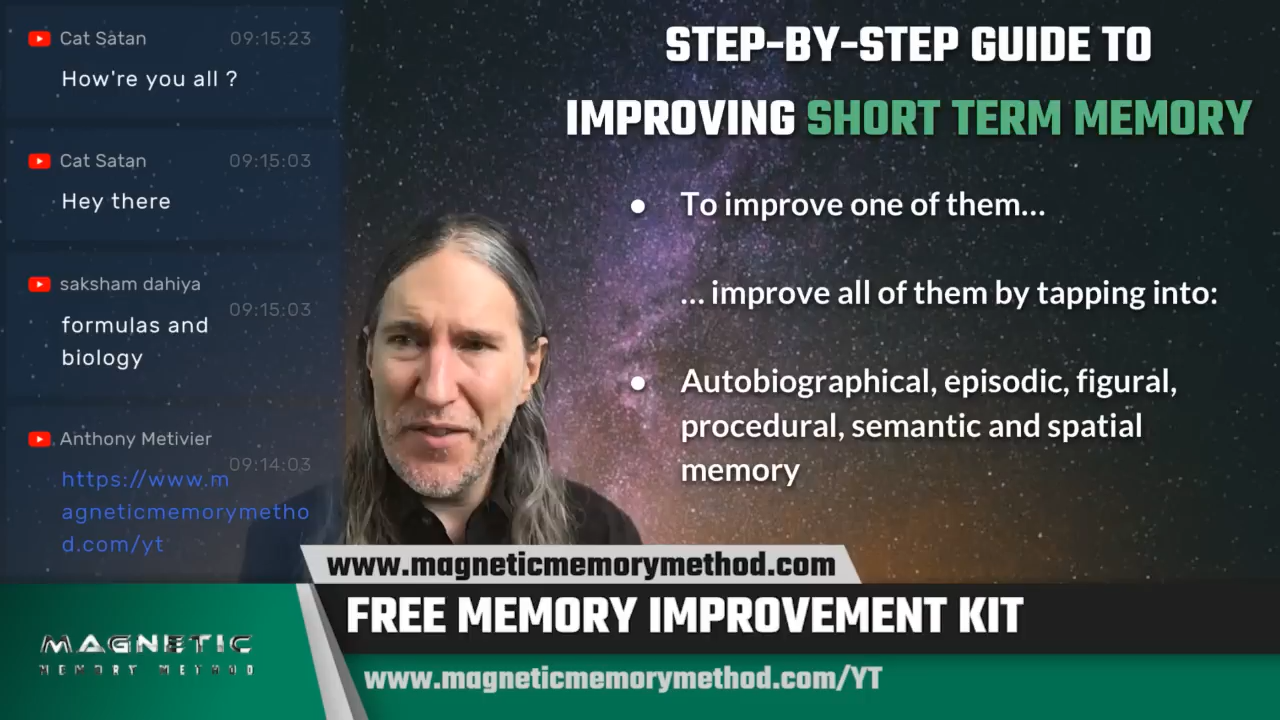 Cat Satan 09:15:23
How're you all ?
Cat Satan 09:15:03
Hey there
saksham dahiya
09:15:03
formulas and
biology
Anthony Metivier
09:14:03
https://www.m
agneticmemorymetho
d.com/yt
STEP-BY-STEP GUIDE TO
IMPROVING SHORT TERM MEMORY
● To improve one of them...
... improve all of them by tapping into:
● Autobiographical, episodic, figural,
procedural, semantic and spatial
memory
www.magneticmemorymethod.com
FREE MEMORY IMPROVEMENT KIT
www.magneticmemorymethod.com/YT
MAGNETIC
MEMORY METHOD